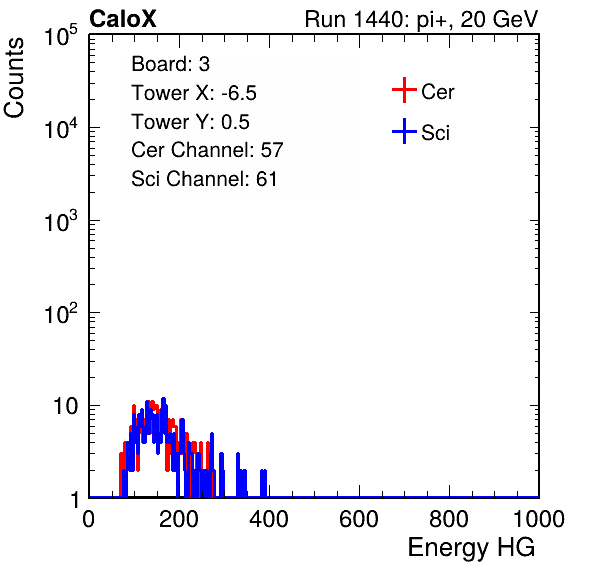 CaloX Run 1440: pi+, 20 GeV
Counts
Board: 3
Tower X: -6.5
Tower Y: 0.5
Cer Channel: 57
Sci Channel: 61
Cer
Sci
10^5
10^4
10^3
10^2
10
1
0 200 400 600 800 1000
Energy HG